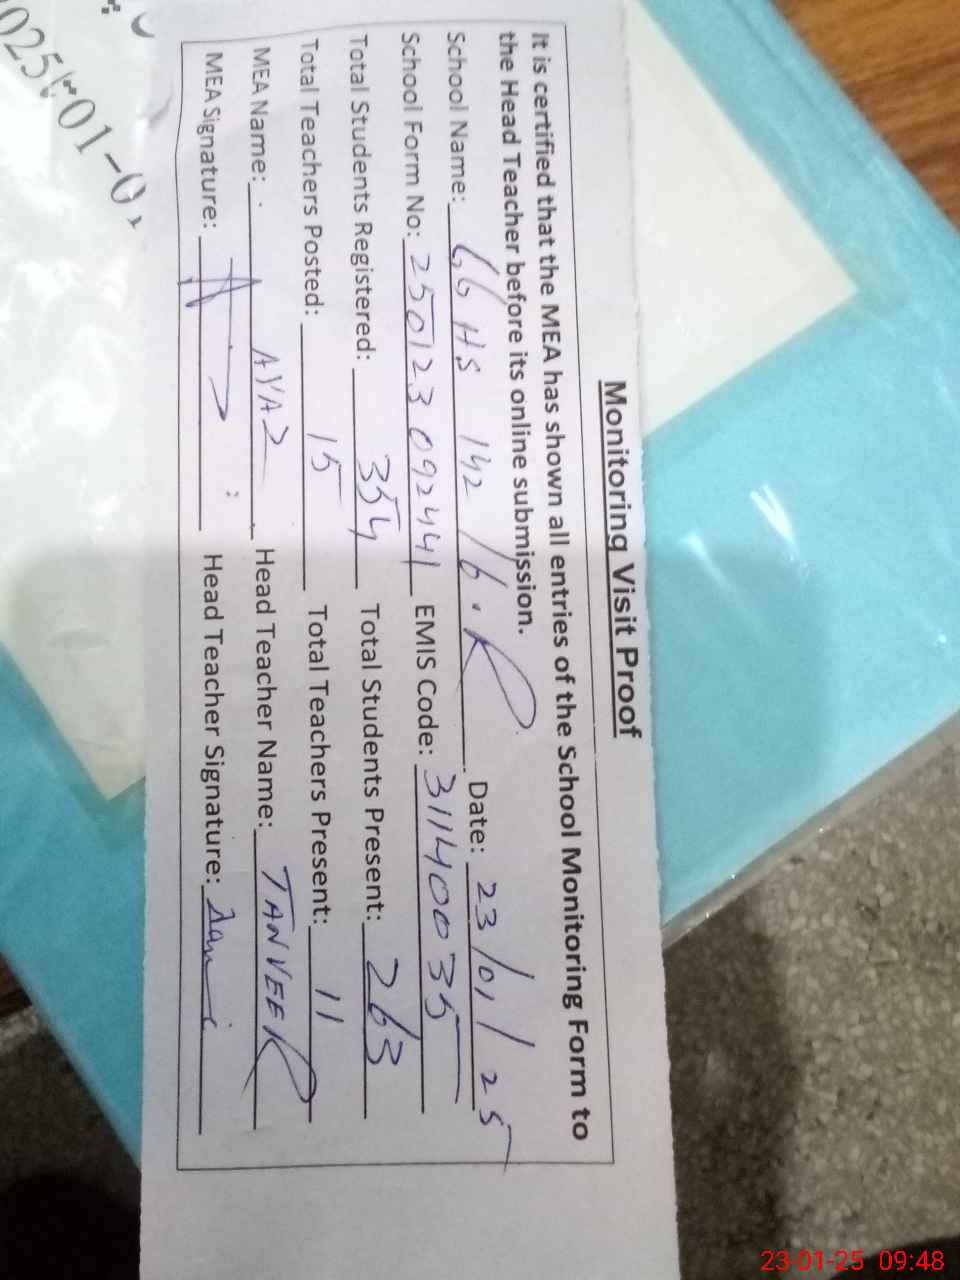 Monitoring Visit Proof
It is certified that the MEA has shown all entries of the School Monitoring Form to
the Head Teacher before its online submission.
School Name: GGHS 142/6.R Date: 23/01/25
School Form No: 250123092441 EMIS Code: 31140035
Total Students Registered: 354 Total Students Present: 263
Total Teachers Posted: 15 Total Teachers Present: 11
MEA Name: AYAZ Head Teacher Name: TANVEER
MEA Signature: Head Teacher Signature:
23-01-25 09:48